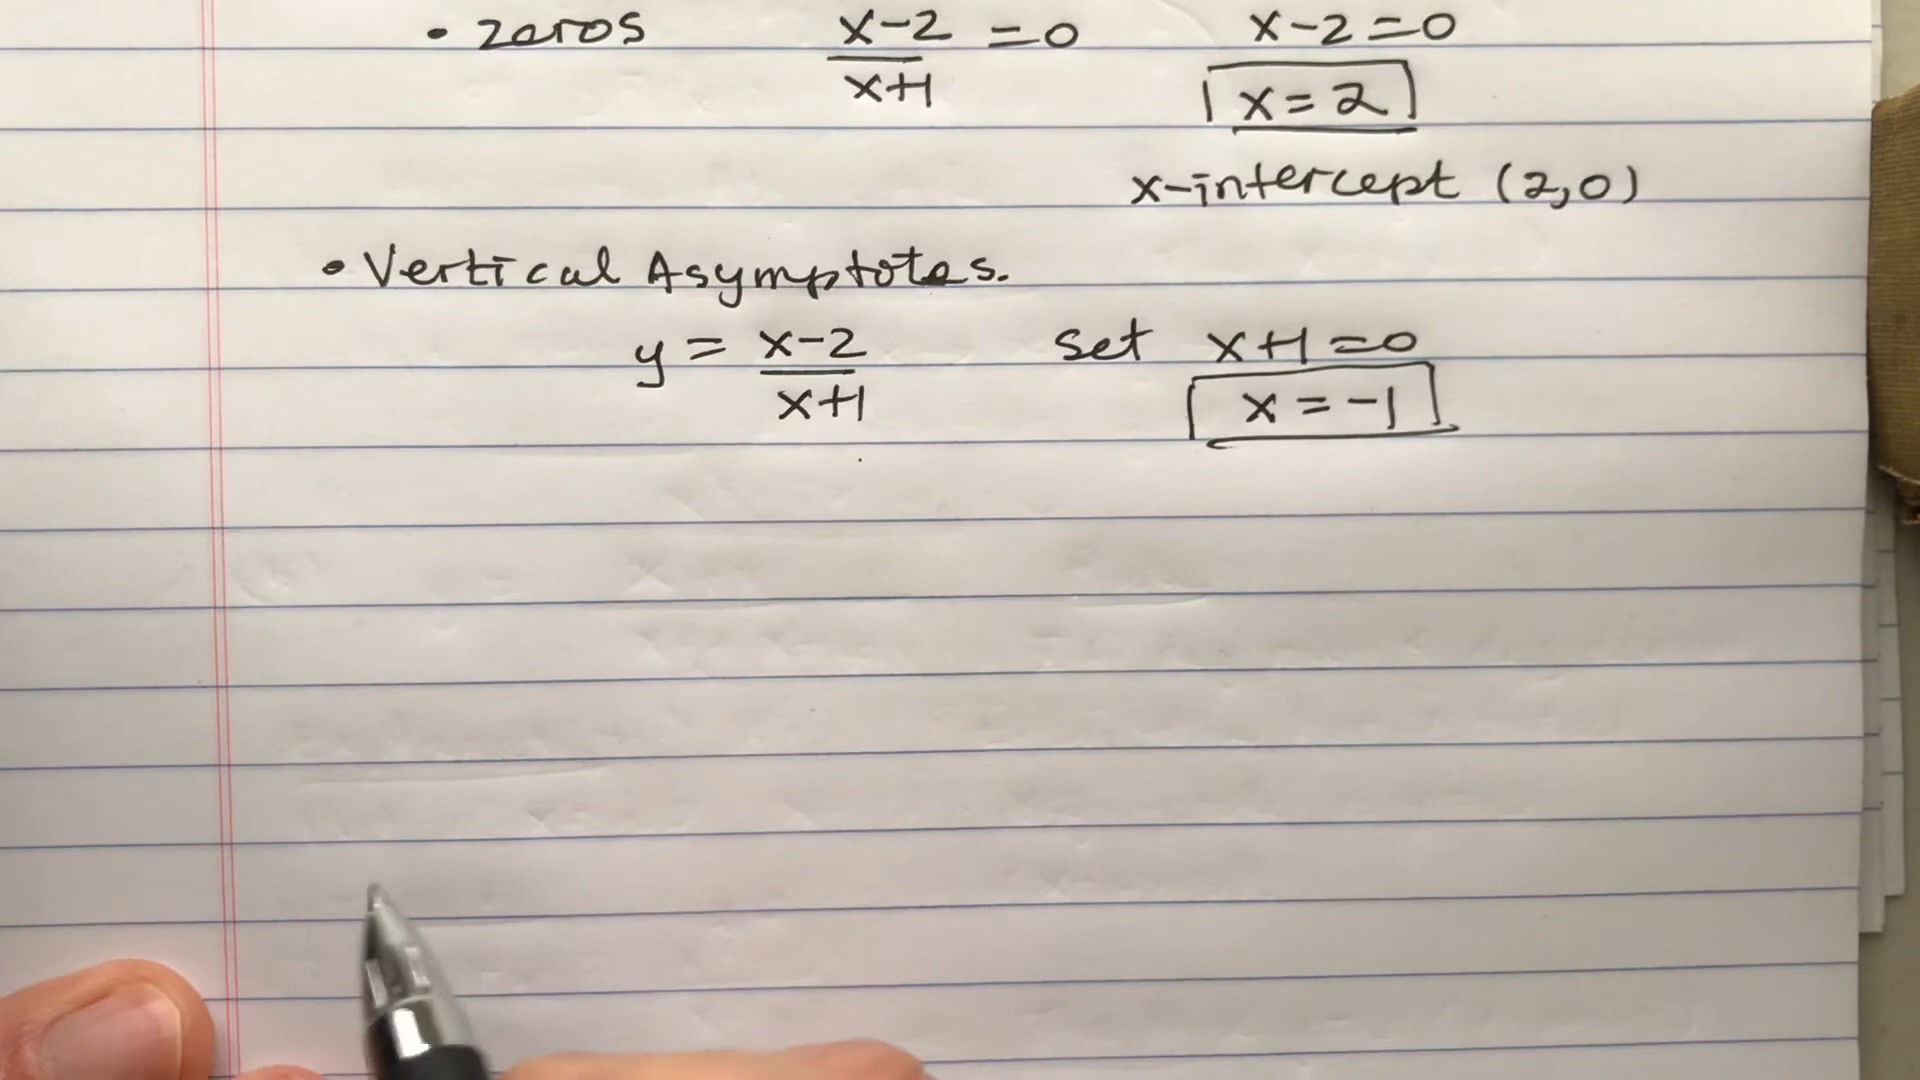 • zeros x-2/x+1 =0 x-2=0
x=2
x-intercept (2,0)
• Vertical Asymptotes.
y = x-2/x+1 set x+1=0
x=-1